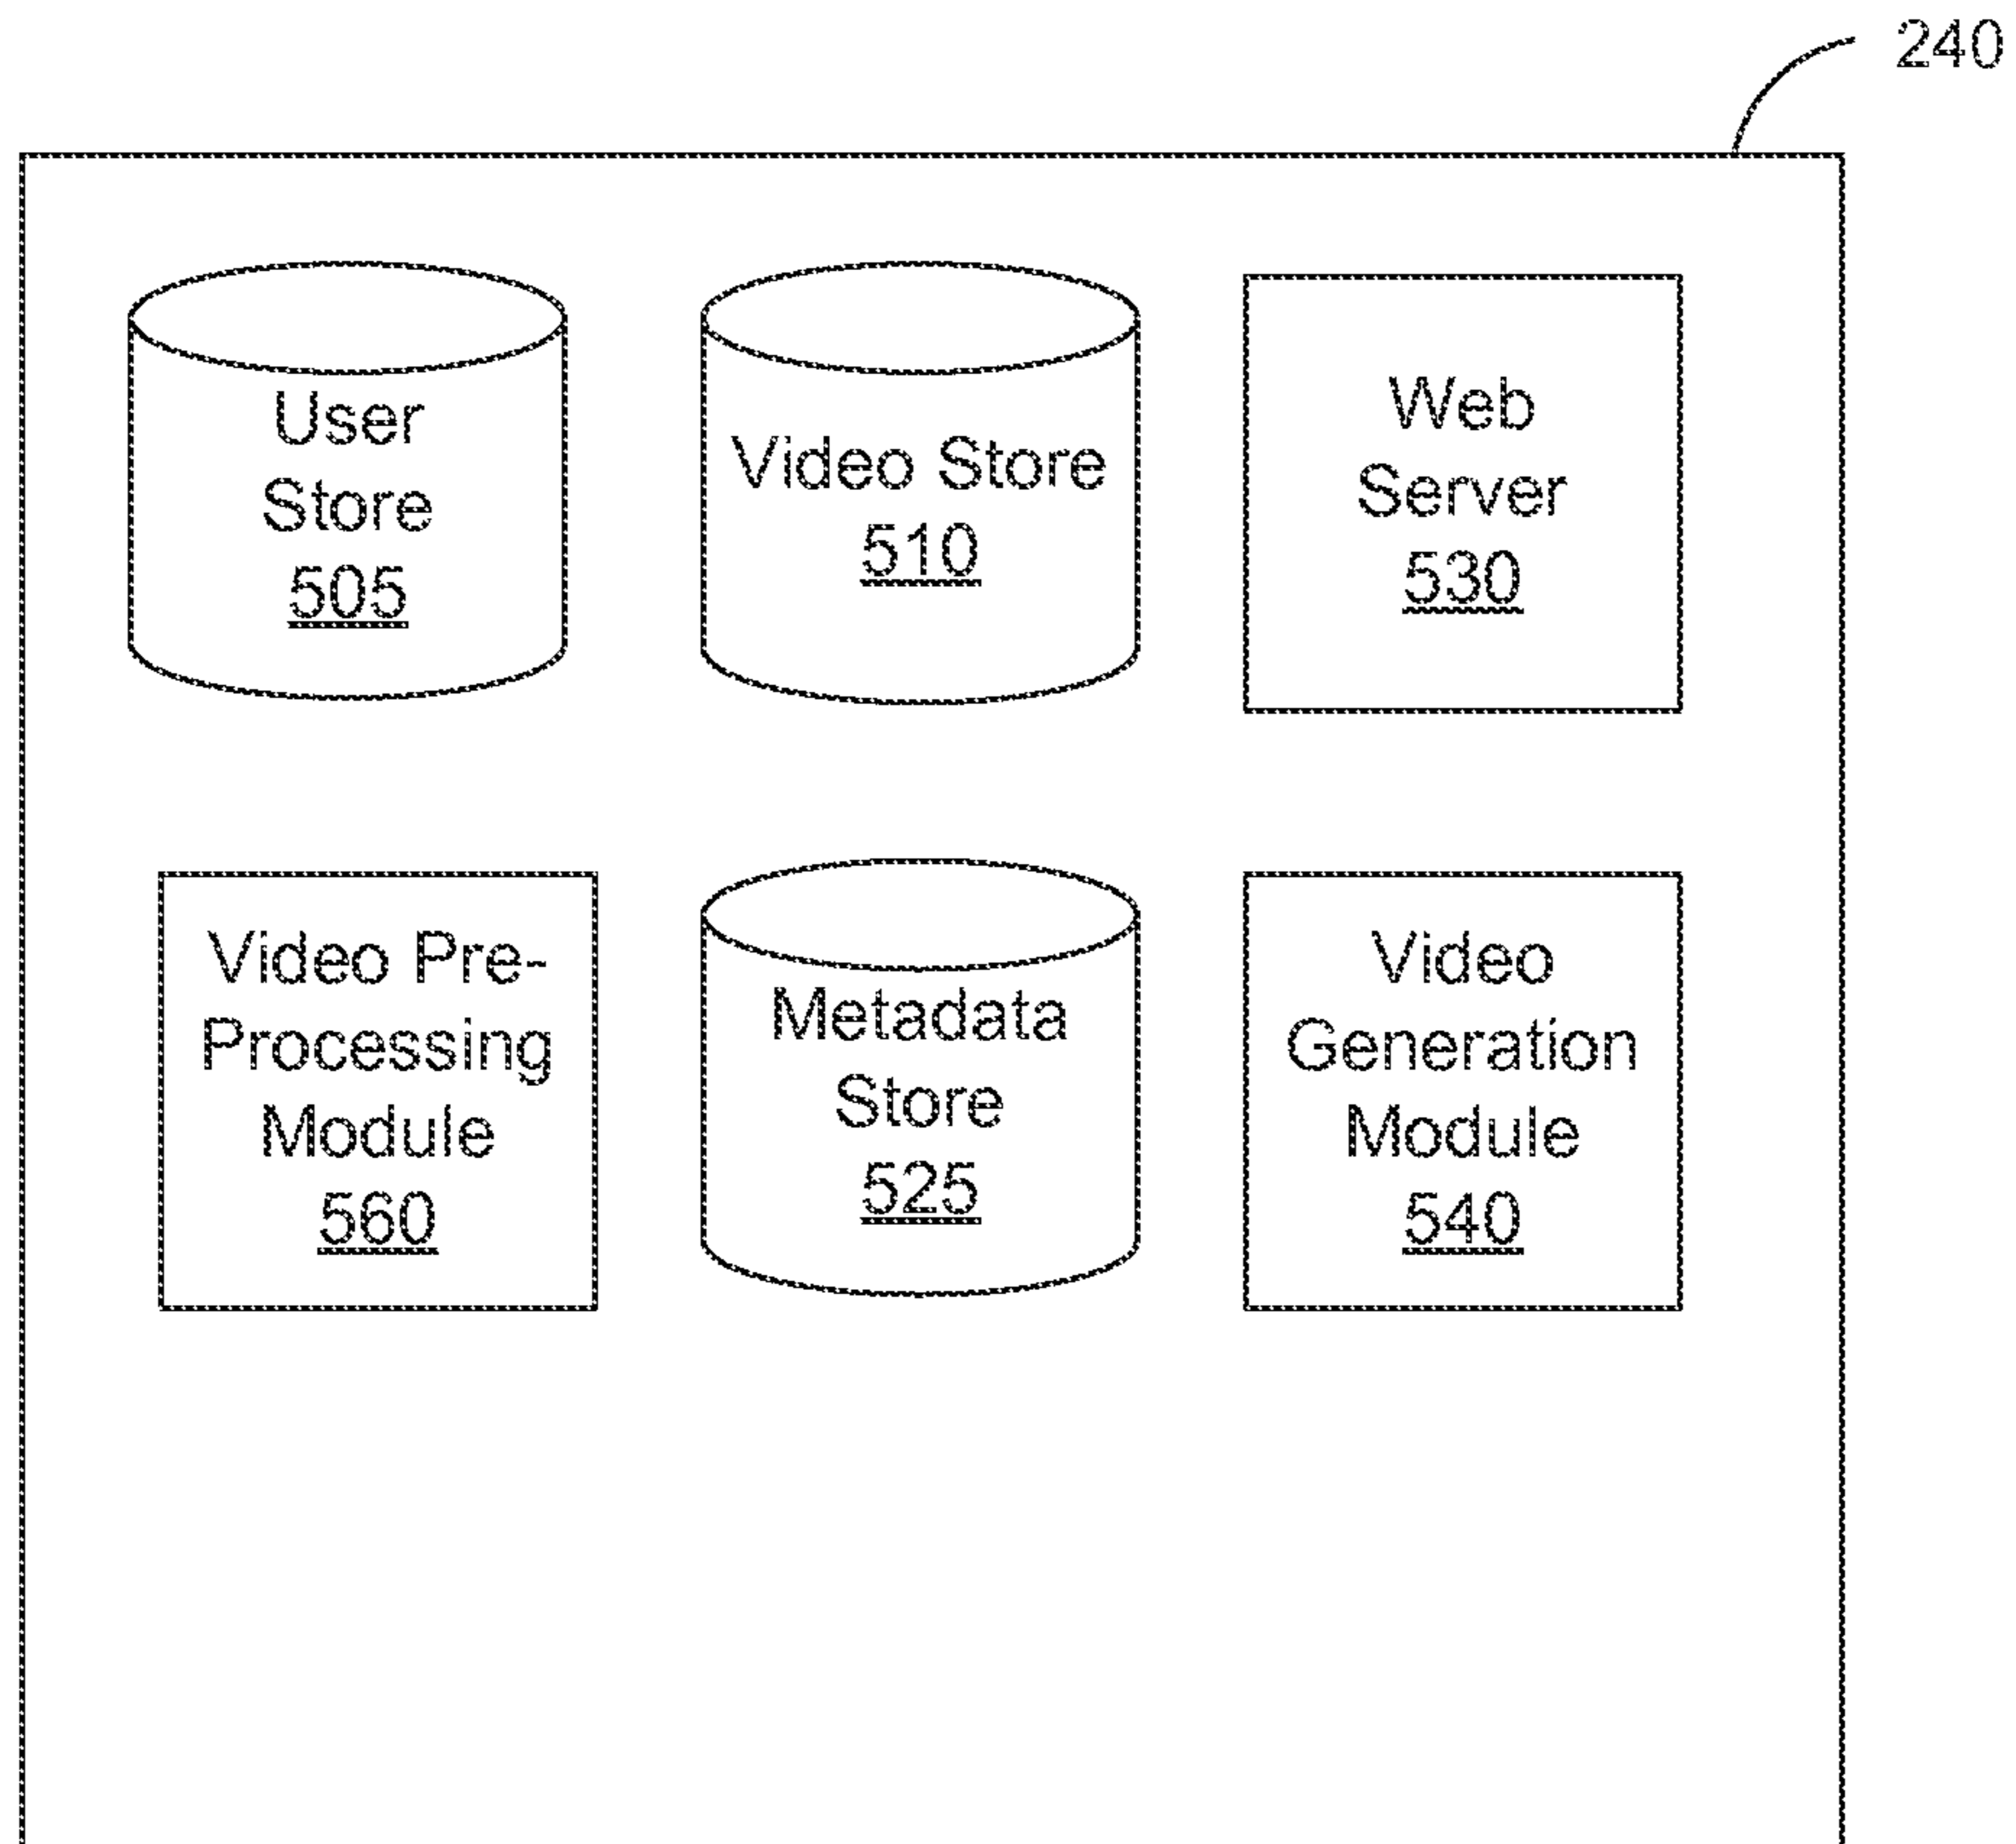 240
User
Store
505
Video Store
510
Web
Server
530
Video Pre-
Processing
Module
560
Metadata
Store
525
Video
Generation
Module
540